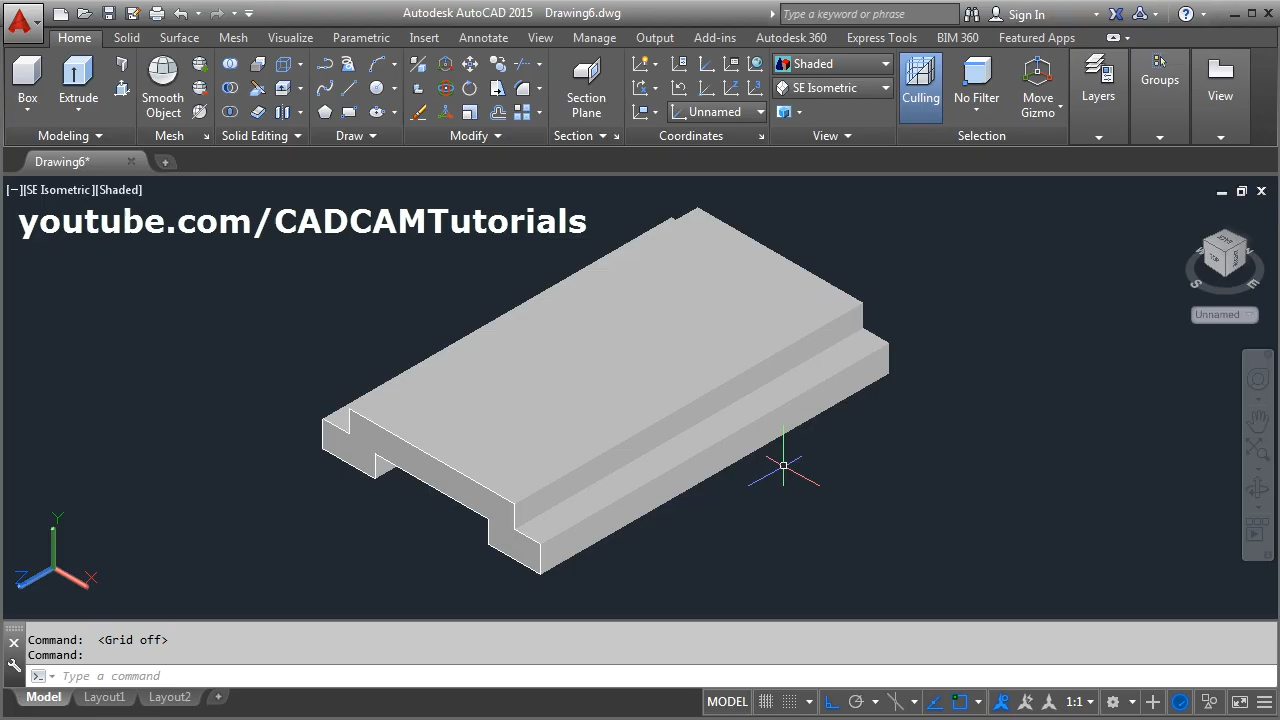 Autodesk AutoCAD 2015 Drawing6.dwg
Type a keyword or phrase
Sign In
Home Solid Surface Mesh Visualize Parametric Insert Annotate View Manage Output Add-ins Autodesk 360 Express Tools BIM 360 Featured Apps
Shaded
SE Isometric
Unnamed
Box
Extrude
Smooth
Object
Section
Plane
Culling
No Filter
Move
Gizmo
Layers
Groups
View
Modeling
Mesh
Solid Editing
Draw
Modify
Section
Coordinates
View
Selection
Drawing6*
[−][SE Isometric][Shaded]
youtube.com/CADCAMTutorials
TOP
S
E
Unnamed
Y
Z
X
Command: <Grid off>
Command:
Type a command
Model Layout1 Layout2
MODEL
1:1